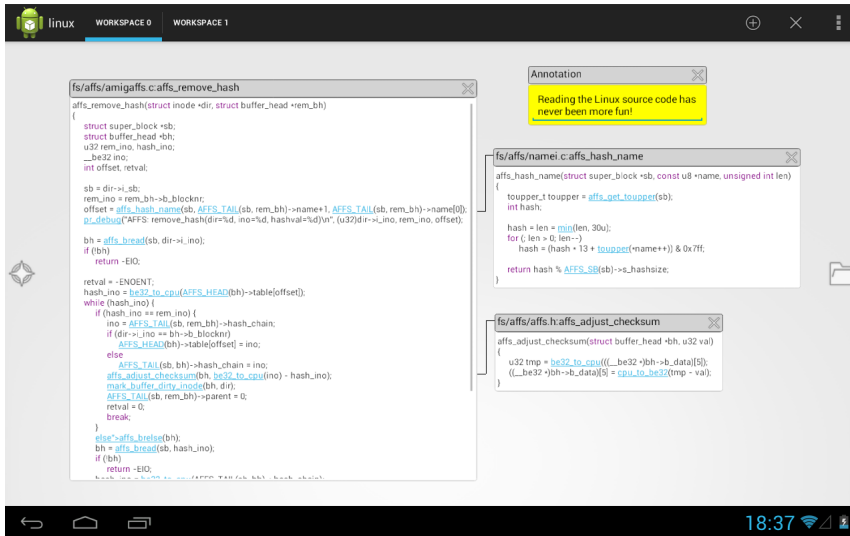 linux
WORKSPACE 0
WORKSPACE 1
fs/affs/amigaffs.c:affs_remove_hash
affs_remove_hash(struct inode *dir, struct buffer_head *rem_bh)
{
struct super_block *sb;
struct buffer_head *bh;
u32 rem_ino, hash_ino;
__be32 ino;
int offset, retval;
sb = dir->i_sb;
rem_ino = rem_bh->b_blocknr;
offset = affs_hash_name(sb, AFFS_TAIL(sb, rem_bh)->name+1, AFFS_TAIL(sb, rem_bh)->name[0]);
pr_debug("AFFS: remove_hash(dir=%d, ino=%d, hashval=%d)\n", (u32)dir->i_ino, rem_ino, offset);
bh = affs_bread(sb, dir->i_ino);
if (!bh)
return -EIO;
retval = -ENOENT;
hash_ino = be32_to_cpu(AFFS_HEAD(bh)->table[offset]);
while (hash_ino) {
if (hash_ino == rem_ino) {
ino = AFFS_TAIL(sb, rem_bh)->hash_chain;
if (dir->i_ino == bh->b_blocknr)
AFFS_HEAD(bh)->table[offset] = ino;
else
AFFS_TAIL(sb, bh)->hash_chain = ino;
affs_adjust_checksum(bh, be32_to_cpu(ino) - hash_ino);
mark_buffer_dirty_inode(bh, dir);
AFFS_TAIL(sb, rem_bh)->parent = 0;
retval = 0;
break;
}
else">affs_brelse(bh);
bh = affs_bread(sb, hash_ino);
if (!bh)
return -EIO;
hash_ino = be32_to_cpu(AFFS_TAIL(sb, bh)->hash_chain);
Annotation
Reading the Linux source code has
never been more fun!
fs/affs/namei.c:affs_hash_name
affs_hash_name(struct super_block *sb, const u8 *name, unsigned int len)
{
toupper_t toupper = affs_get_toupper(sb);
int hash;
hash = len = min(len, 30u);
for (; len > 0; len--)
hash = (hash * 13 + toupper(*name++)) & 0x7ff;
return hash % AFFS_SB(sb)->s_hashsize;
}
fs/affs/affs.h:affs_adjust_checksum
affs_adjust_checksum(struct buffer_head *bh, u32 val)
{
u32 tmp = be32_to_cpu(((__be32 *)bh->b_data)[5]);
((__be32 *)bh->b_data)[5] = cpu_to_be32(tmp - val);
}
18:37